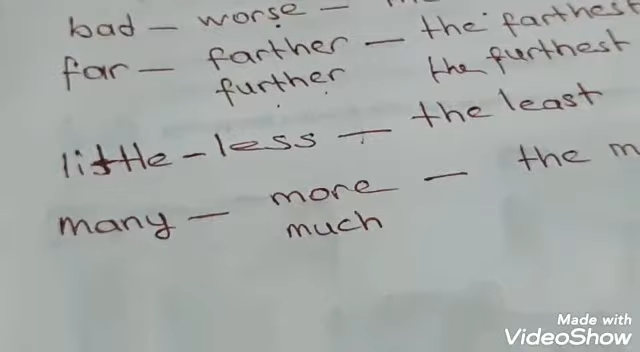 bad — worse —
far — farther — the farthest
further the furthest
little – less — the least
many — more — the
much
Made with
VideoShow